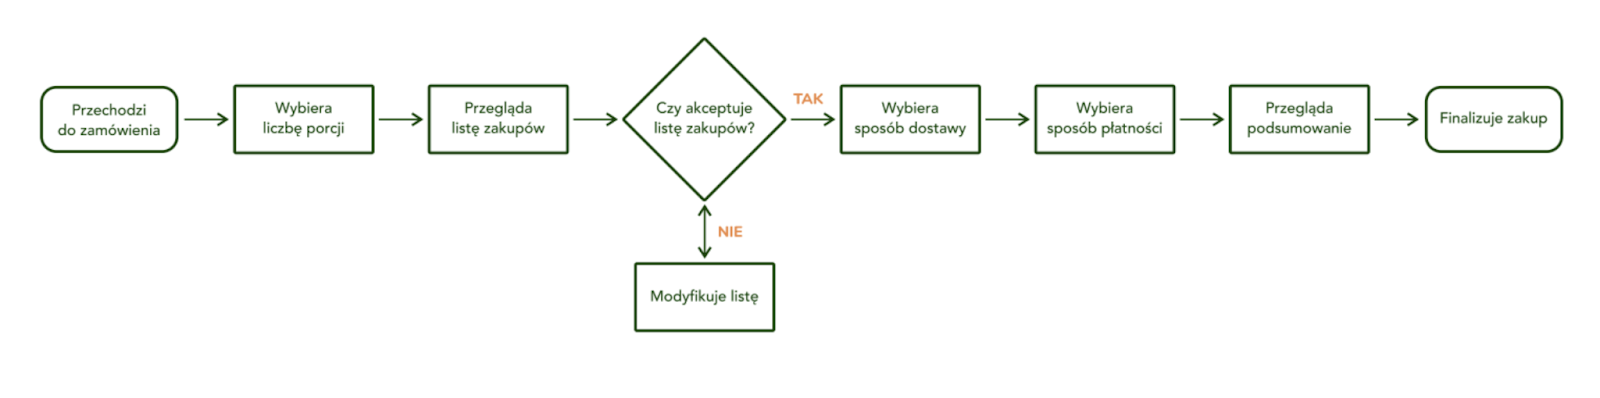 Przechodzi
do zamówienia
Wybiera
liczbę porcji
Przegląda
listę zakupów
Czy akceptuje
listę zakupów?
TAK
Wybiera
sposób dostawy
Wybiera
sposób płatności
Przegląda
podsumowanie
Finalizuje zakup
NIE
Modyfikuje listę